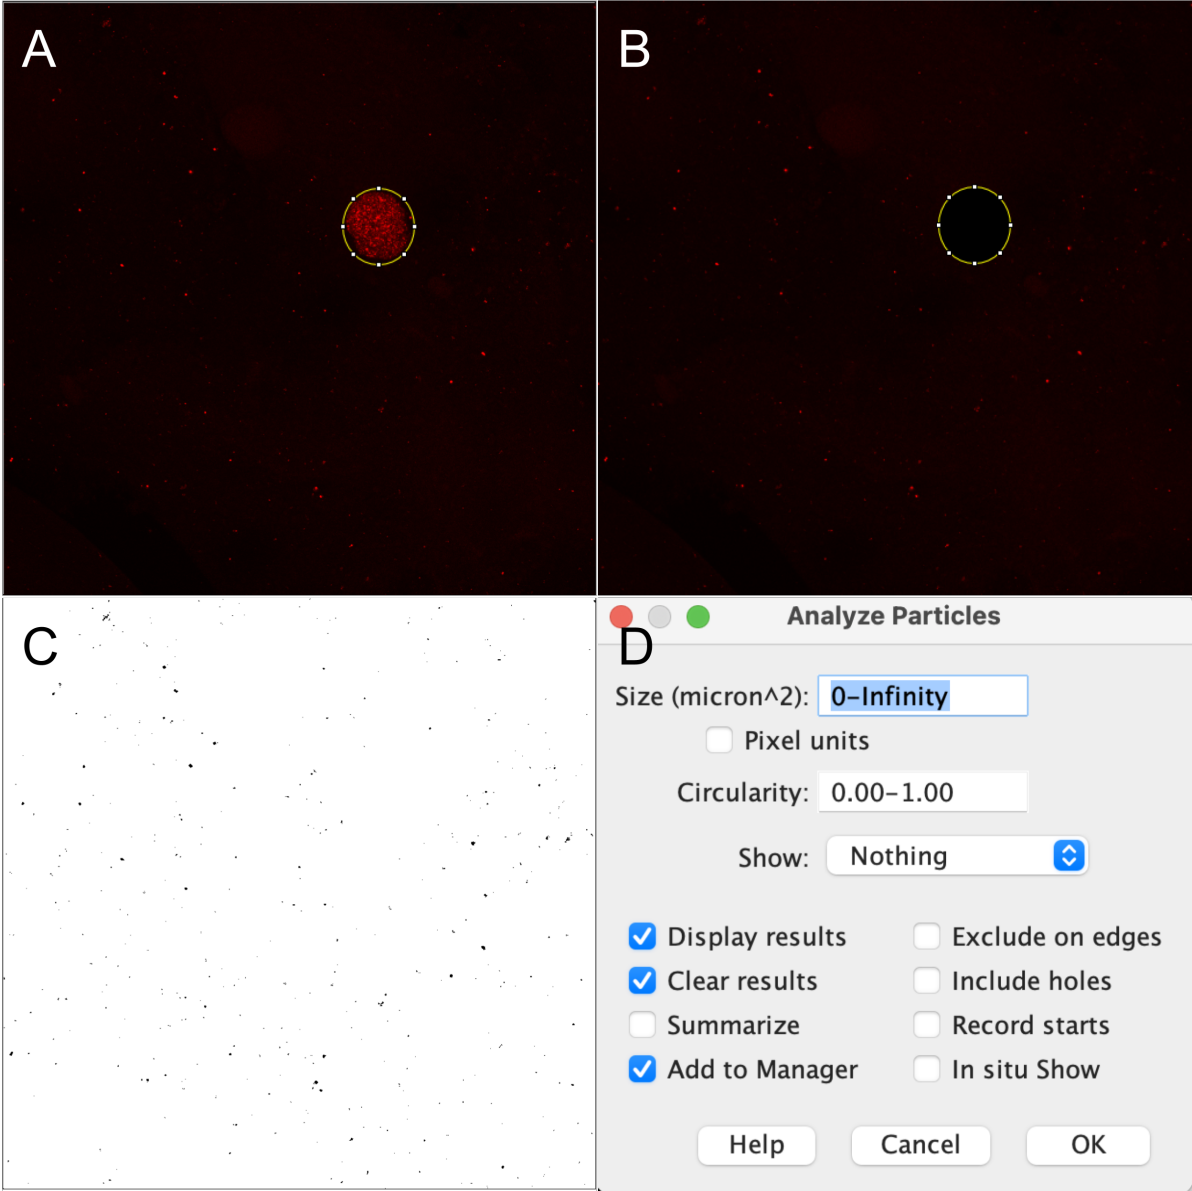 A
B
C
D
Analyze Particles
Size (micron^2): 0–Infinity
Pixel units
Circularity: 0.00–1.00
Show: Nothing
Display results
Exclude on edges
Clear results
Include holes
Summarize
Record starts
Add to Manager
In situ Show
Help
Cancel
OK